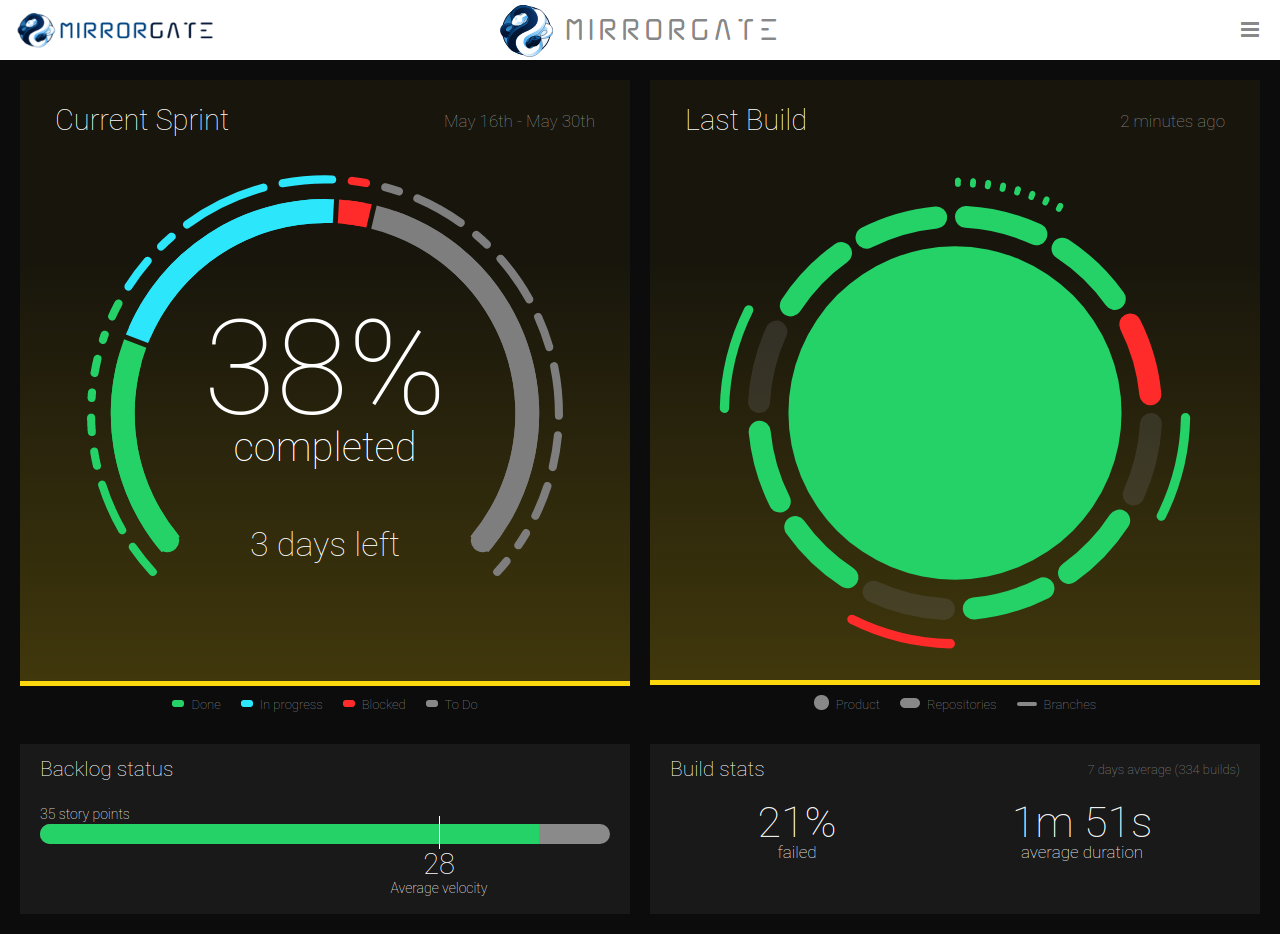 MIRRORGATE
MIRRORGATE
Current Sprint
May 16th - May 30th
38%
completed
3 days left
Done
In progress
Blocked
To Do
Last Build
2 minutes ago
Product
Repositories
Branches
Backlog status
35 story points
28
Average velocity
Build stats
7 days average (334 builds)
21%
failed
1m 51s
average duration